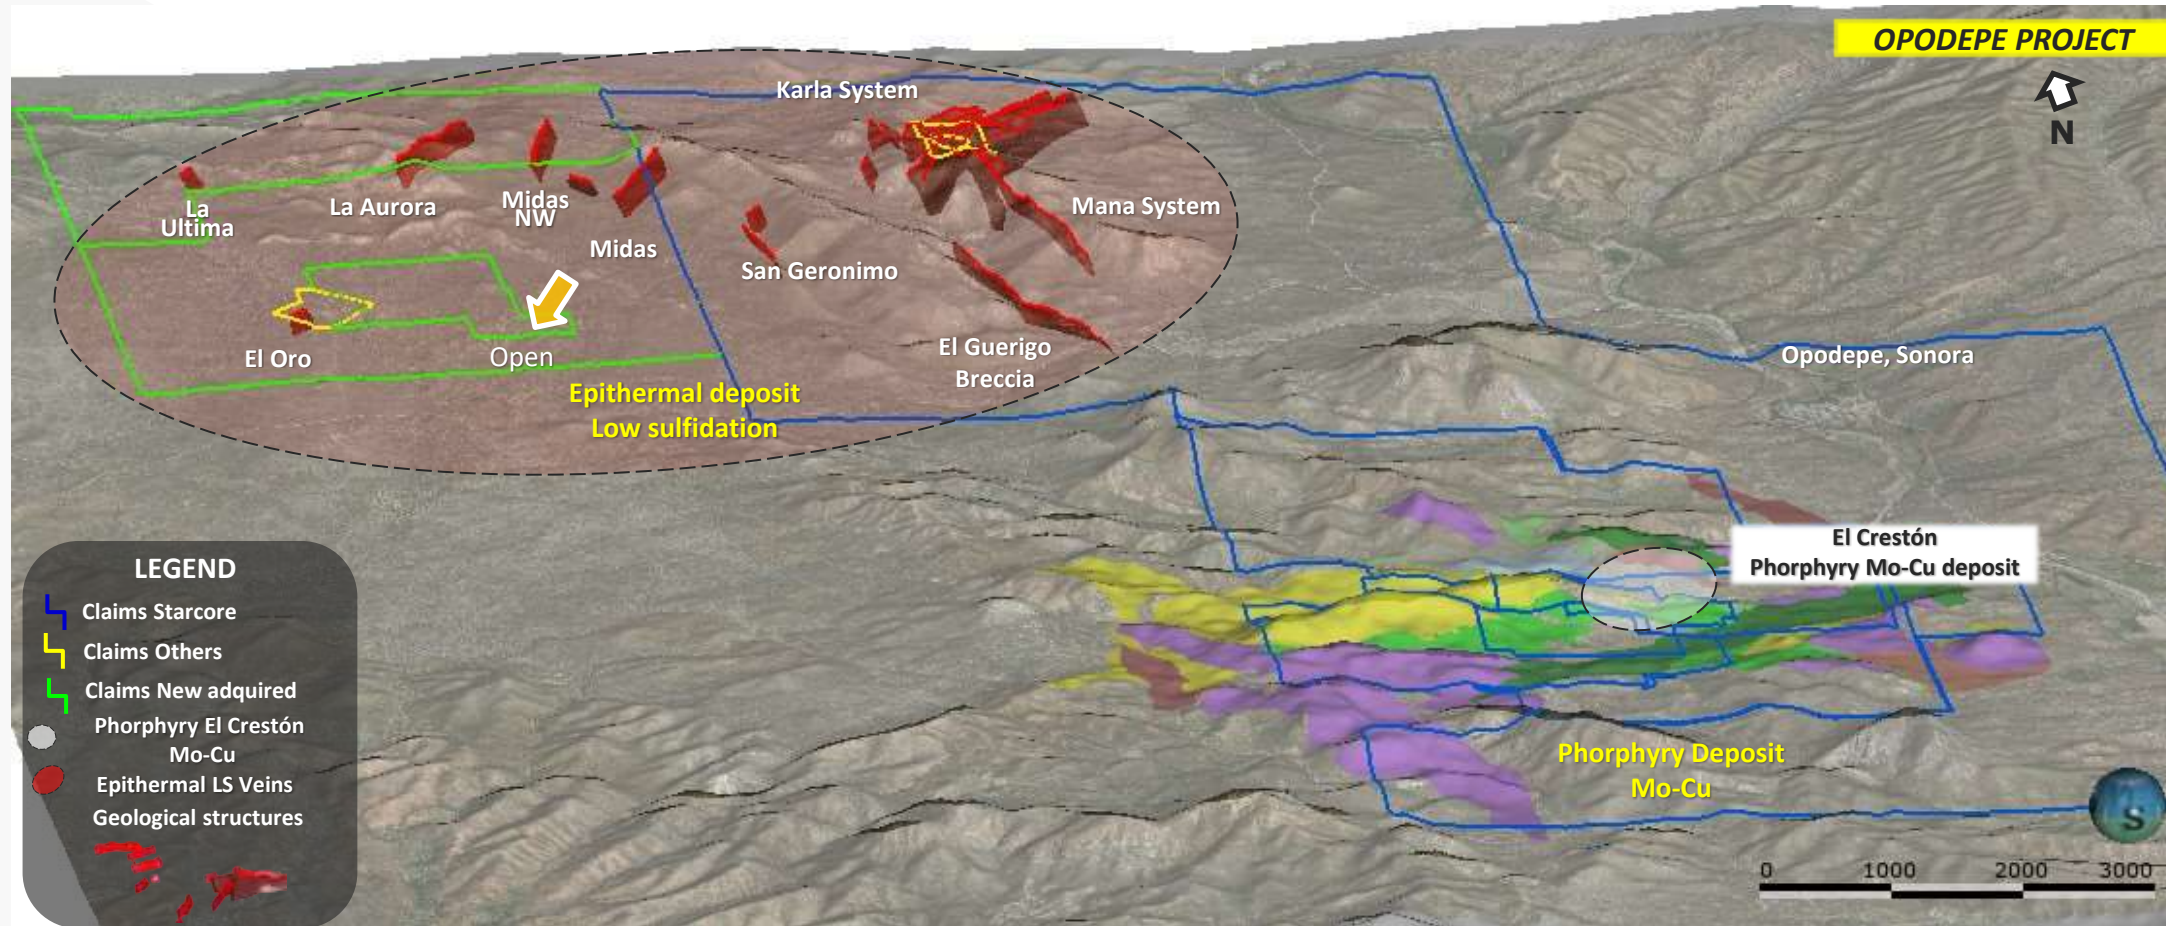 OPODEPE PROJECT
N
Karla System
La
Ultima
La Aurora
Midas
NW
Midas
San Geronimo
Mana System
El Oro
Open
El Guerigo
Breccia
Epithermal deposit
Low sulfidation
Opodepe, Sonora
El Crestón
Phorphyry Mo-Cu deposit
Phorphyry Deposit
Mo-Cu
LEGEND
Claims Starcore
Claims Others
Claims New adquired
Phorphyry El Crestón
Mo-Cu
Epithermal LS Veins
Geological structures
S
0 1000 2000 3000